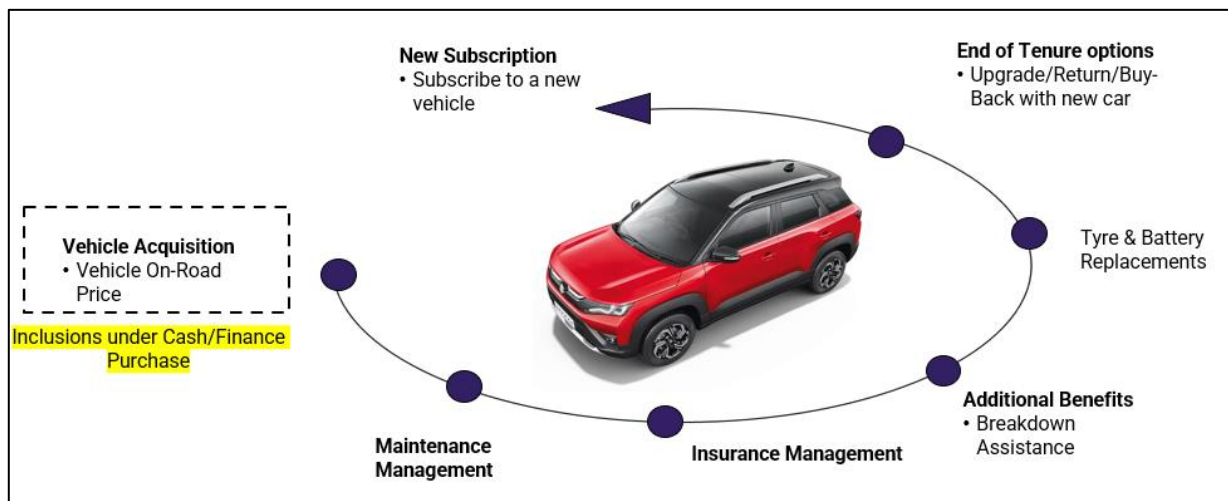 New Subscription
• Subscribe to a new
vehicle
End of Tenure options
• Upgrade/Return/Buy-
Back with new car
Vehicle Acquisition
• Vehicle On-Road
Price
Inclusions under Cash/Finance
Purchase
Tyre & Battery
Replacements
Maintenance
Management
Insurance Management
Additional Benefits
• Breakdown
Assistance